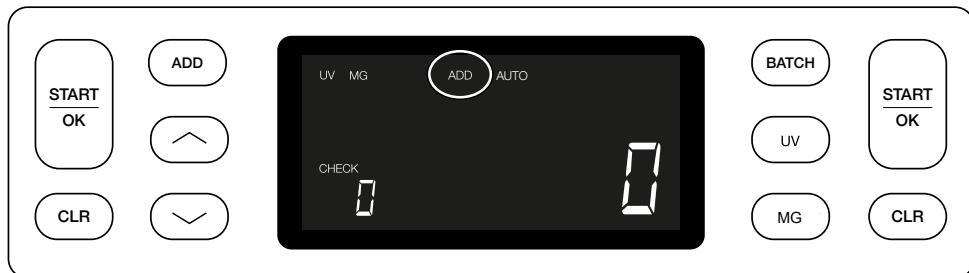 START
OK
CLR
ADD
UV MG ADD AUTO
CHECK
0
0
BATCH
UV
MG
START
OK
CLR